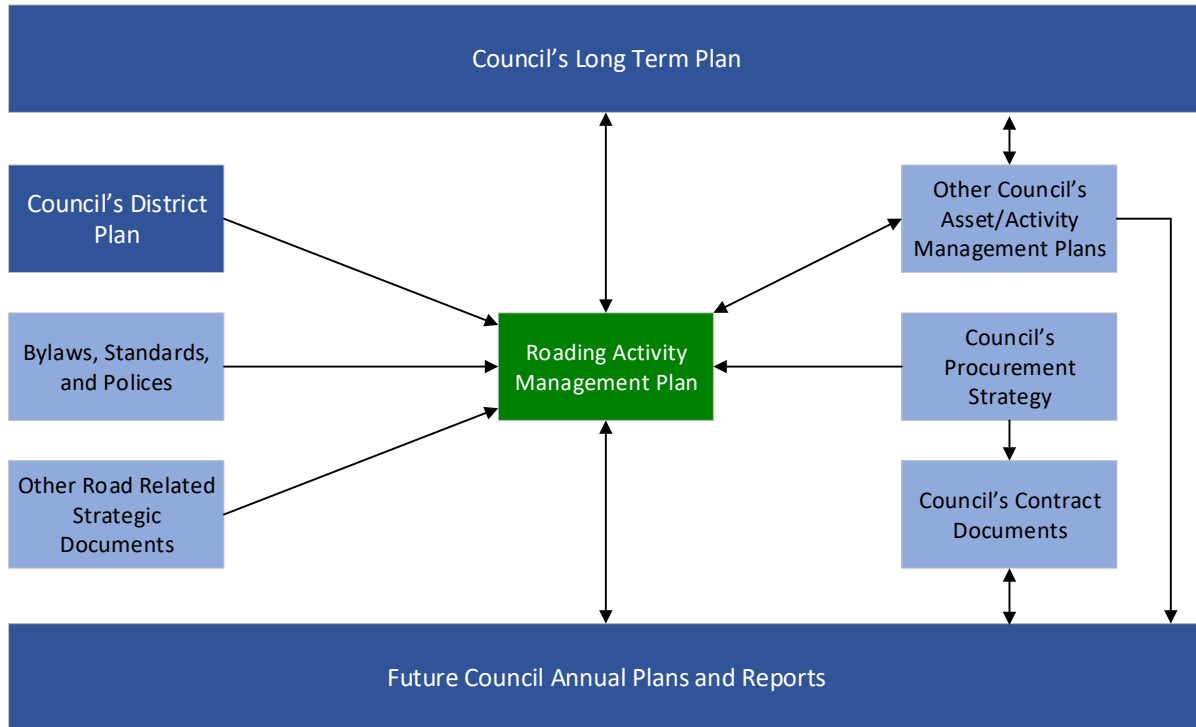 Council’s Long Term Plan
Council’s District
Plan
Other Council’s
Asset/Activity
Management Plans
Bylaws, Standards,
and Polices
Roading Activity
Management Plan
Council’s
Procurement
Strategy
Other Road Related
Strategic
Documents
Council’s Contract
Documents
Future Council Annual Plans and Reports